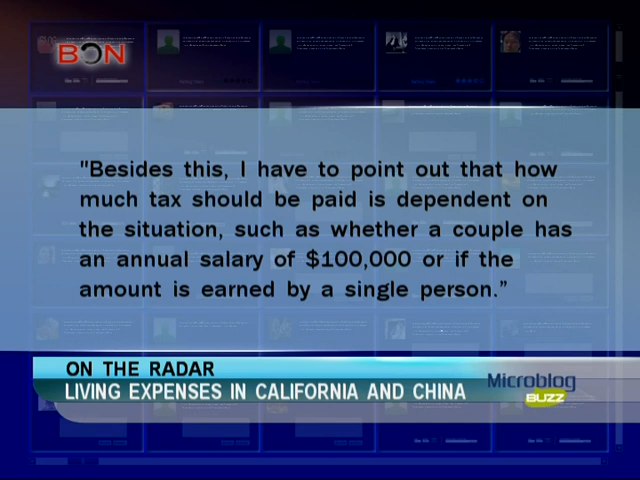 BON
"Besides this, I have to point out that how
much tax should be paid is dependent on
the situation, such as whether a couple has
an annual salary of $100,000 or if the
amount is earned by a single person."
ON THE RADAR
LIVING EXPENSES IN CALIFORNIA AND CHINA
Microblog
BUZZ